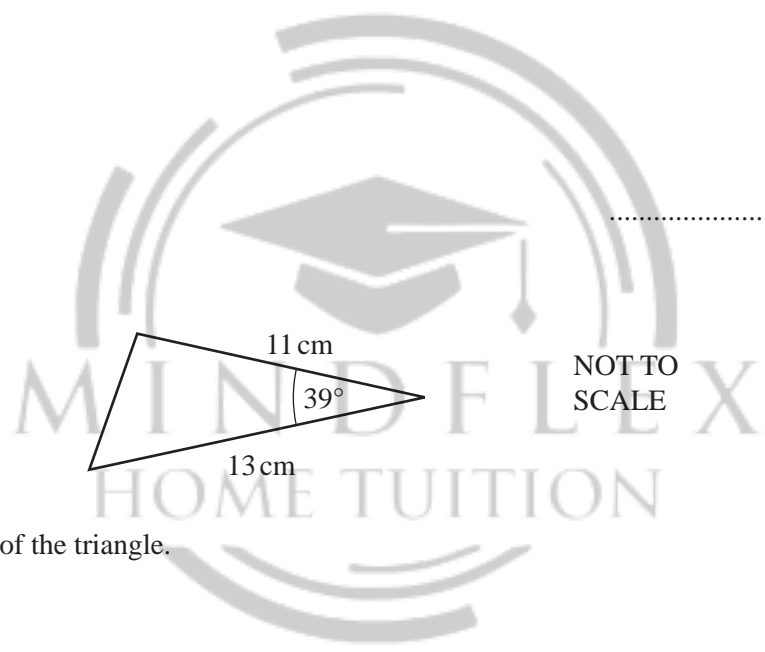 .....................
11 cm
39°
NOT TO
SCALE
MINDFLEX
13 cm
HOME TUITION
of the triangle.